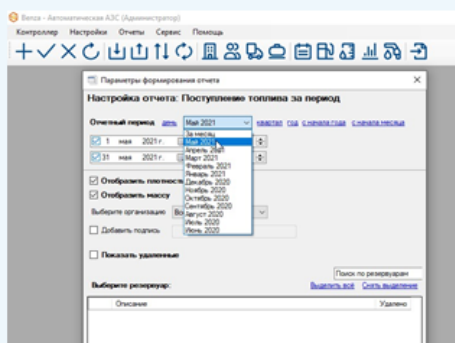 Benza - Автоматическая АЗС (Администратор)
Контроллер Настройки Отчеты Сервис Помощь
Параметры формирования отчета
Настройка отчета: Поступление топлива за период
Отчетный период день Май 2021 квартал год с начала года с начала месяца
За месяц
1 мая 2021 г. Май 2021
Апрель 2021
31 мая 2021 г. Март 2021
Февраль 2021
Январь 2021
Отобразить плотность Декабрь 2020
Ноябрь 2020
Отобразить массу Октябрь 2020
Сентябрь 2020
Выберите организацию Август 2020
Июль 2020
Добавить подпись Июнь 2020
Показать удаленные
Поиск по резервуарам
Выберите резервуар: Выделить всё Снять выделение
Описание Удалено